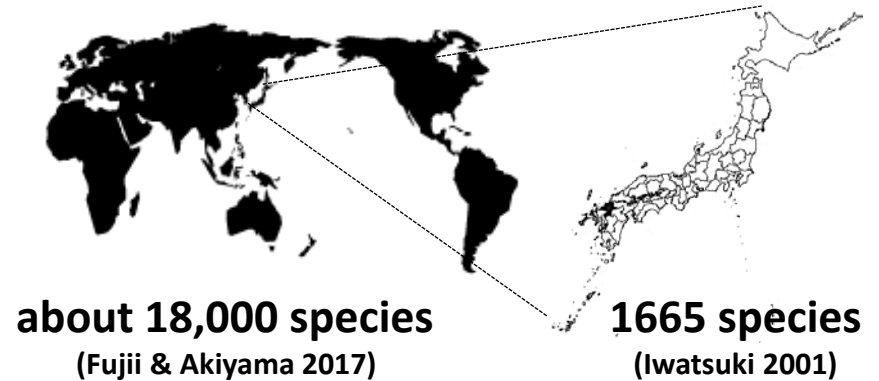 about 18,000 species
(Fujii & Akiyama 2017)
1665 species
(Iwatsuki 2001)